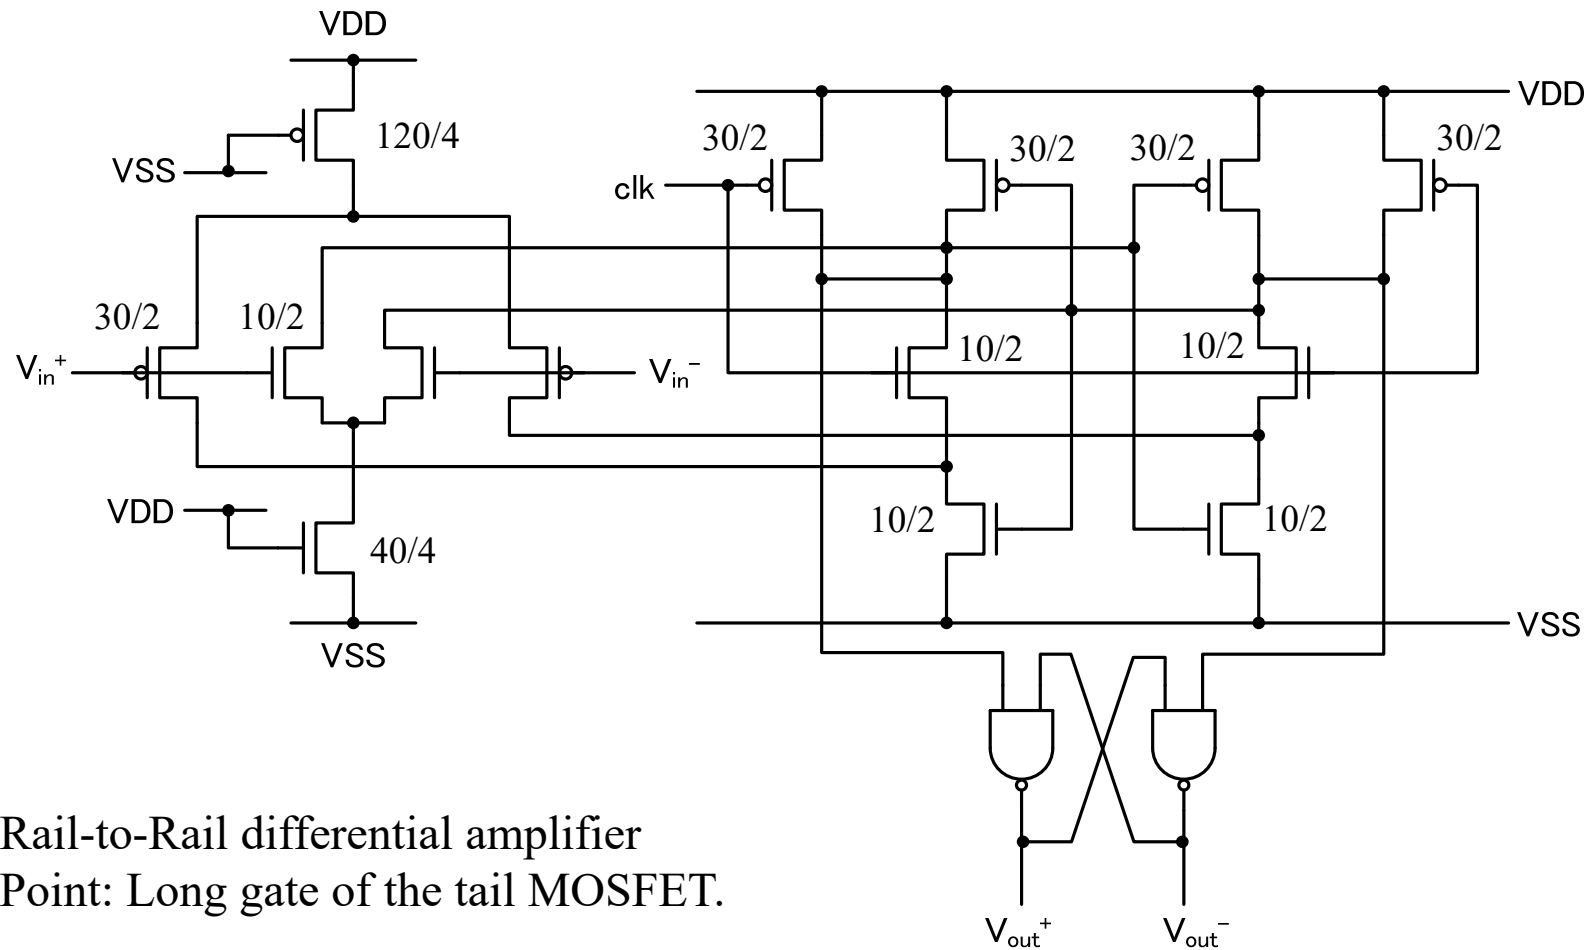 VDD
VDD
120/4
30/2
30/2
30/2
30/2
VSS
clk
30/2
10/2
10/2
10/2
Vin+
Vin−
VDD
10/2
10/2
40/4
VSS
VSS
Rail-to-Rail differential amplifier
Point: Long gate of the tail MOSFET.
Vout+
Vout−